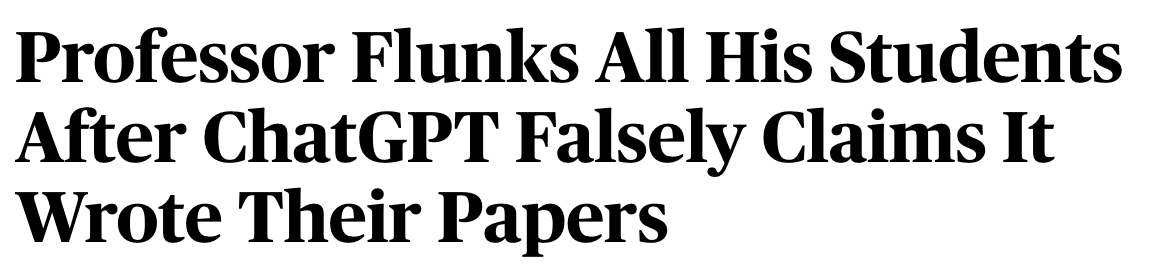 Professor Flunks All His Students
After ChatGPT Falsely Claims It
Wrote Their Papers